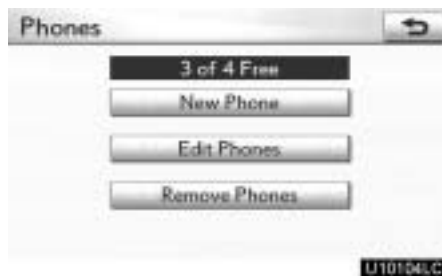 Phones
3 of 4 Free
New Phone
Edit Phones
Remove Phones
U10104LC